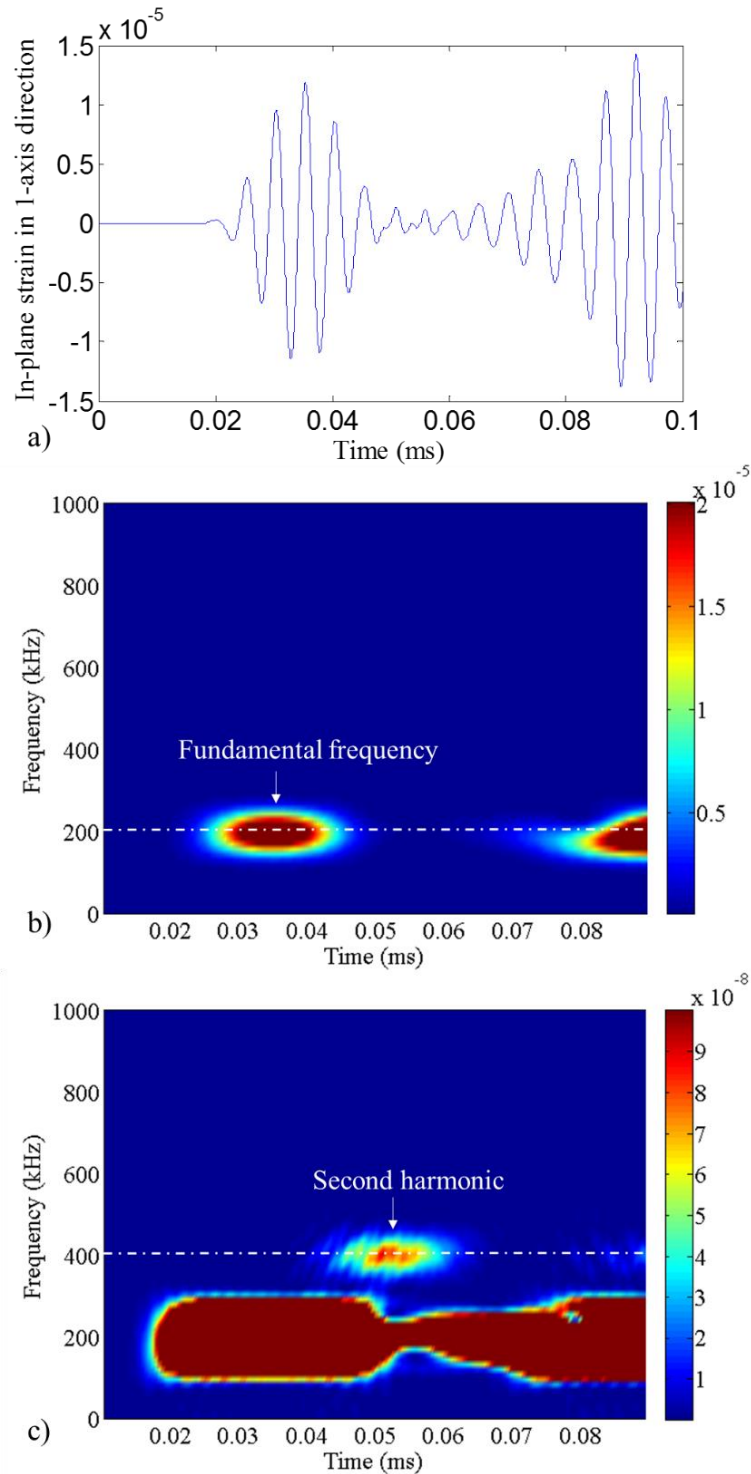 x 10-5
In-plane strain in 1-axis direction
1.5
1
0.5
0
-0.5
-1
-1.5
0 0.02 0.04 0.06 0.08 0.1
Time (ms)
a)
x 10-5
Frequency (kHz)
1000
800
600
400
200
0
Fundamental frequency
2
1.5
1
0.5
0.02 0.03 0.04 0.05 0.06 0.07 0.08
Time (ms)
b)
x 10-8
Frequency (kHz)
1000
800
600
400
200
0
Second harmonic
9
8
7
6
5
4
3
2
1
0.02 0.03 0.04 0.05 0.06 0.07 0.08
Time (ms)
c)